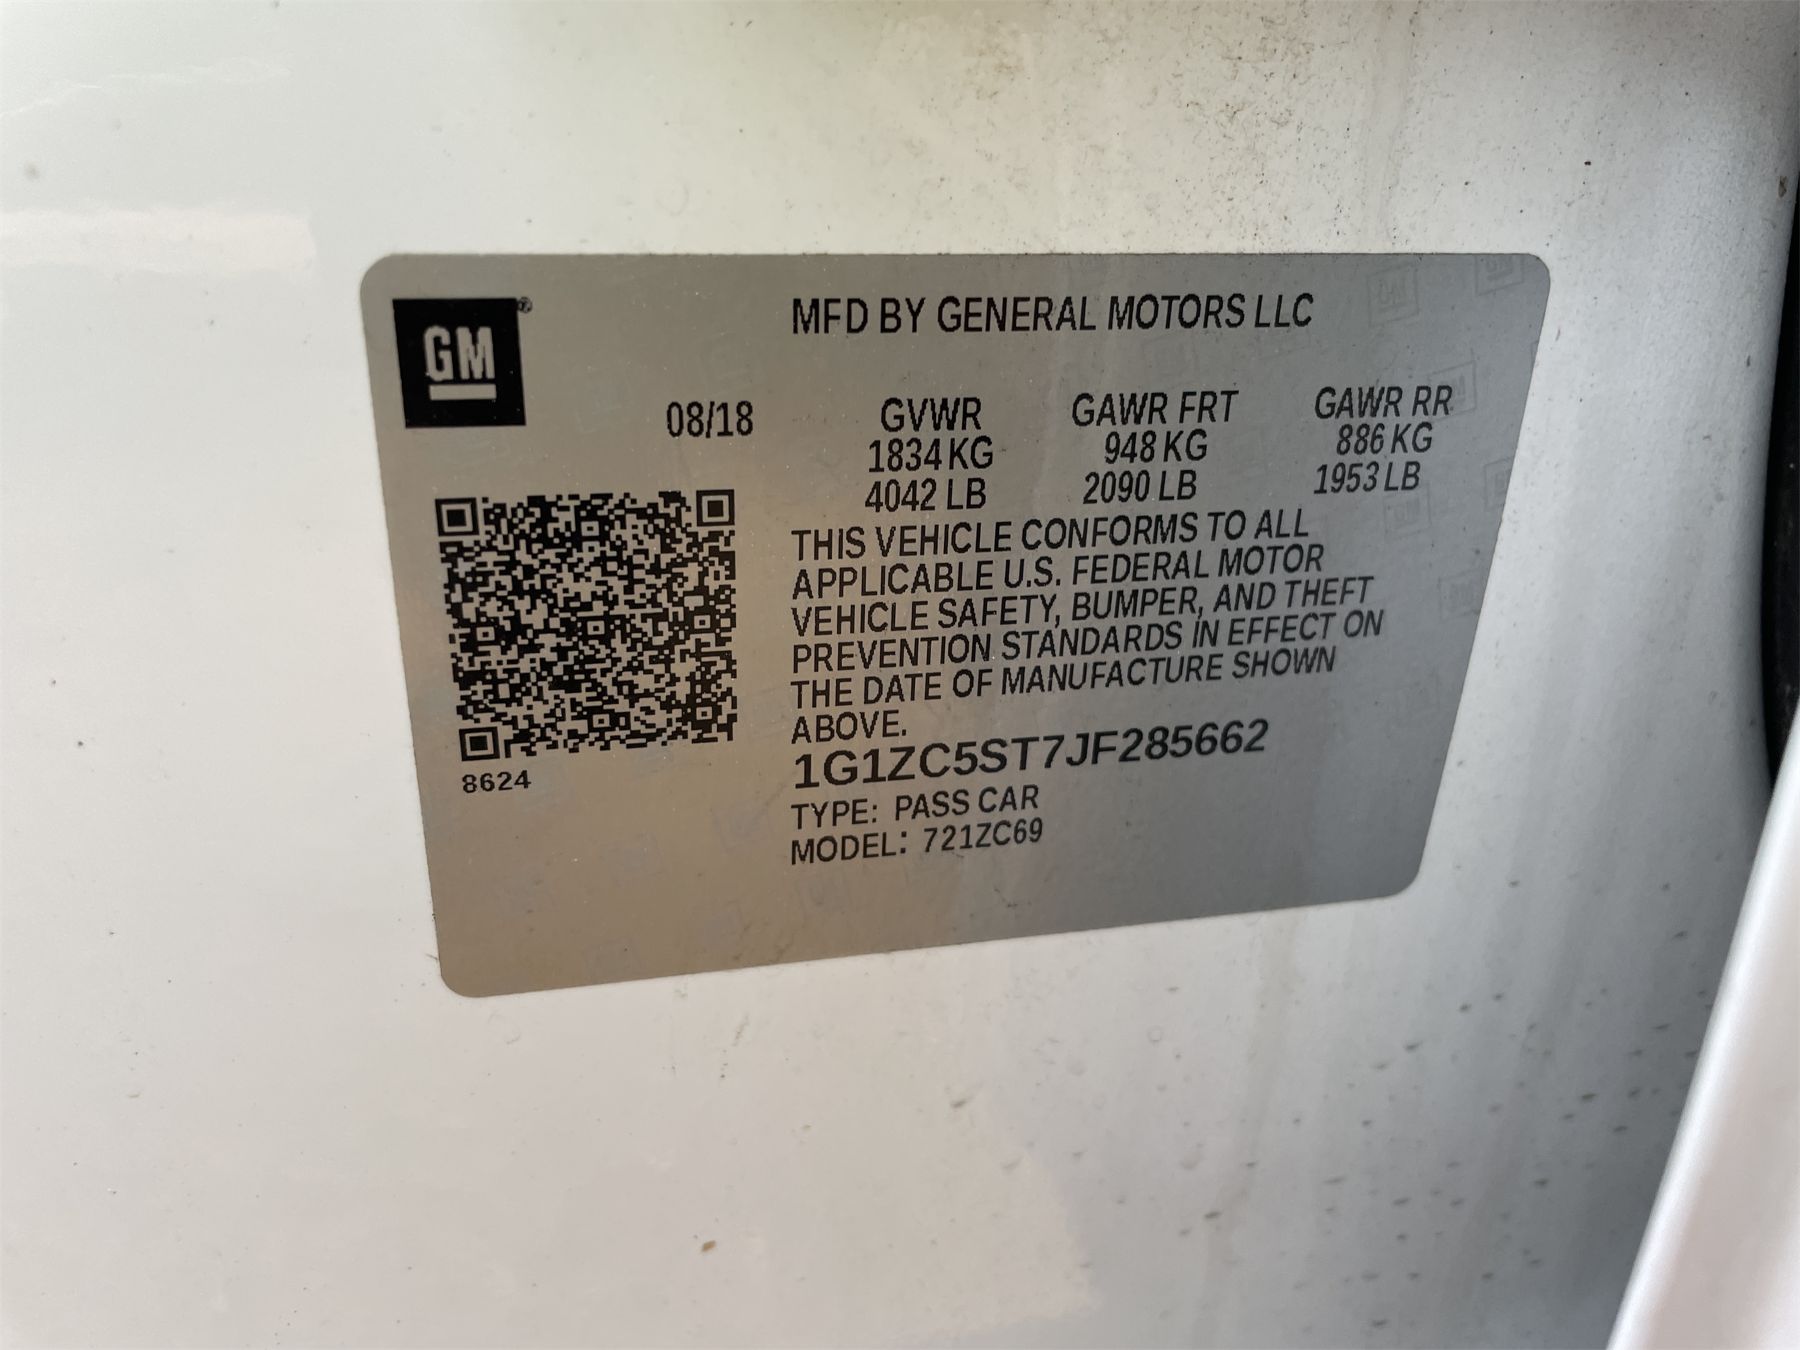 GM®
MFD BY GENERAL MOTORS LLC
08/18
GVWR GAWR FRT GAWR RR
1834 KG 948 KG 886 KG
4042 LB 2090 LB 1953 LB
THIS VEHICLE CONFORMS TO ALL
APPLICABLE U.S. FEDERAL MOTOR
VEHICLE SAFETY, BUMPER, AND THEFT
PREVENTION STANDARDS IN EFFECT ON
THE DATE OF MANUFACTURE SHOWN
ABOVE.
1G1ZC5ST7JF285662
TYPE: PASS CAR
MODEL: 721ZC69
8624